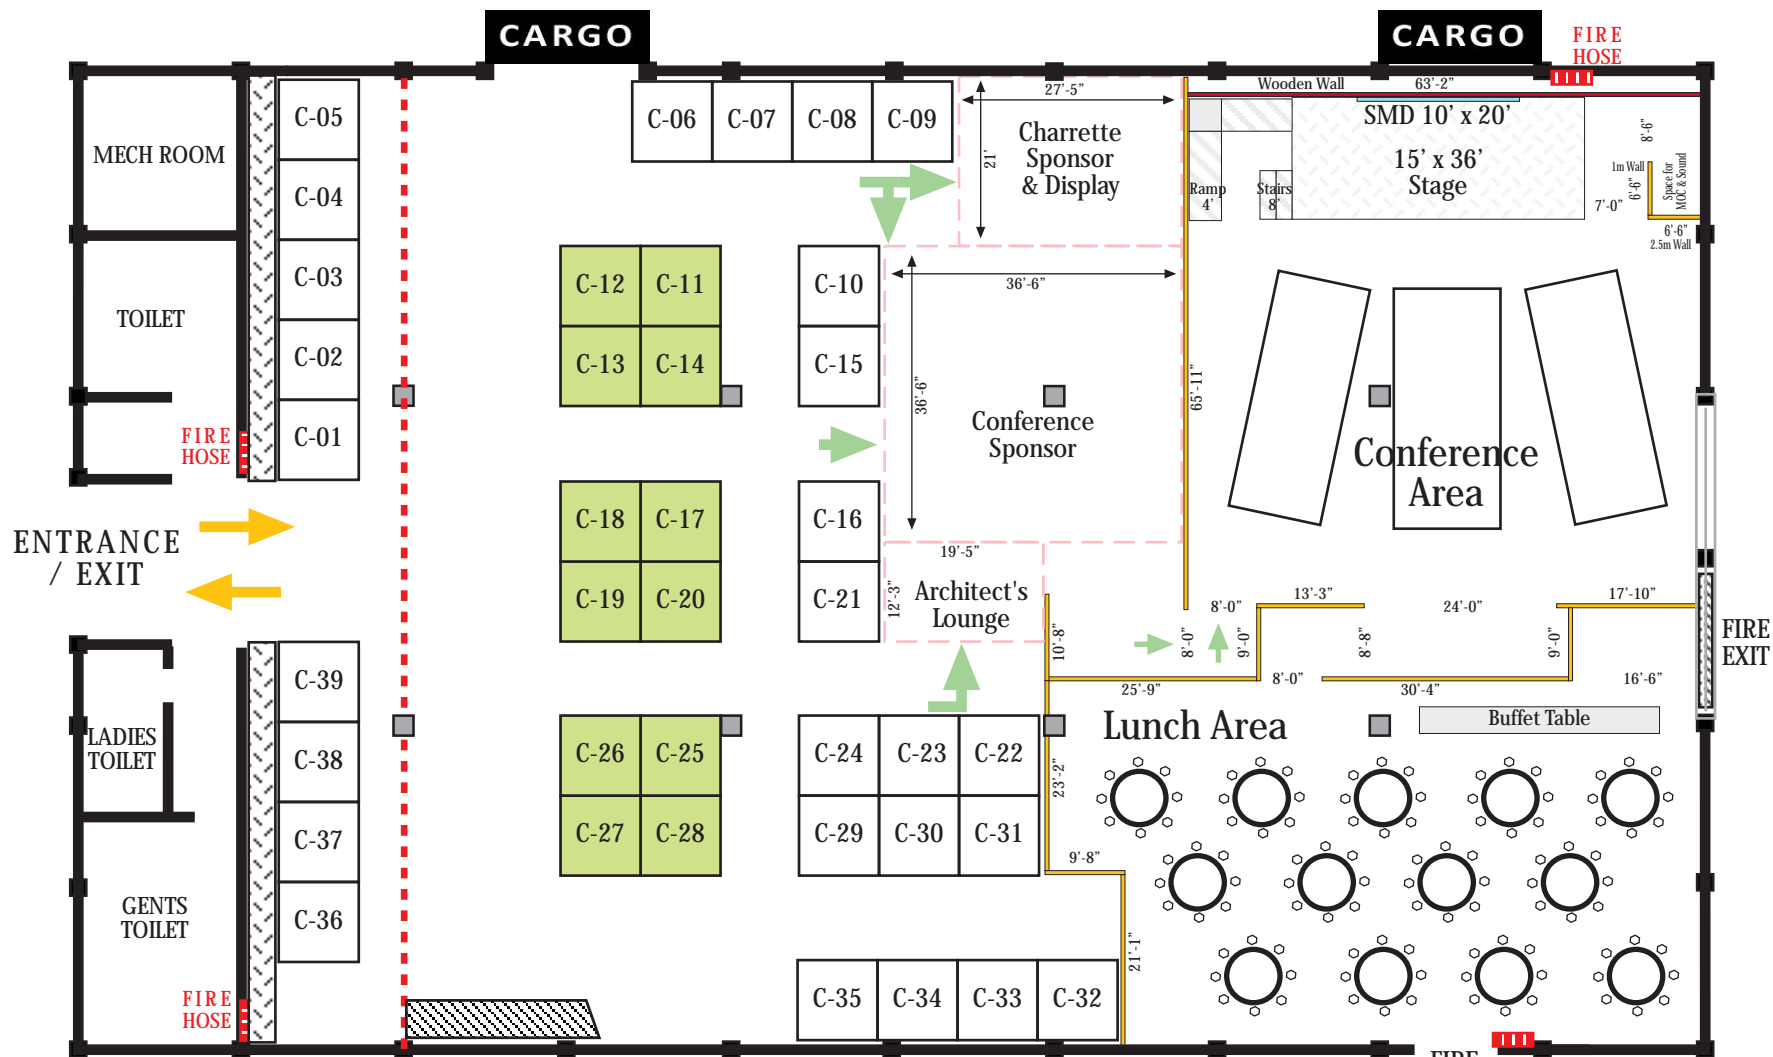 CARGO
CARGO
FIRE
HOSE
Wooden Wall
63'-2"
27'-5"
C-05
C-06
C-07
C-08
C-09
SMD 10' x 20'
Charrette
Sponsor
& Display
21'
15' x 36'
Stage
8'-6"
MECH ROOM
1m Wall
6'-6"
Space for
MOC & Sound
Ramp
4'
Stairs
8'
7'-0"
C-04
6'-6"
2.5m Wall
C-03
C-12
C-11
C-10
36'-6"
TOILET
C-02
C-13
C-14
C-15
36'-6"
65'-11"
FIRE
HOSE
C-01
Conference
Sponsor
Conference
Area
ENTRANCE
/ EXIT
C-18
C-17
C-16
19'-5"
C-19
C-20
C-21
12'-3"
Architect's
Lounge
8'-0"
13'-3"
24'-0"
17'-10"
10'-8"
8'-0"
9'-0"
8'-8"
9'-0"
FIRE
EXIT
C-39
25'-9"
8'-0"
30'-4"
16'-6"
LADIES
TOILET
C-38
C-26
C-25
C-24
C-23
C-22
Lunch Area
Buffet Table
23'-2"
C-37
C-27
C-28
C-29
C-30
C-31
9'-8"
GENTS
TOILET
C-36
21'-1"
FIRE
HOSE
C-35
C-34
C-33
C-32
FIRE